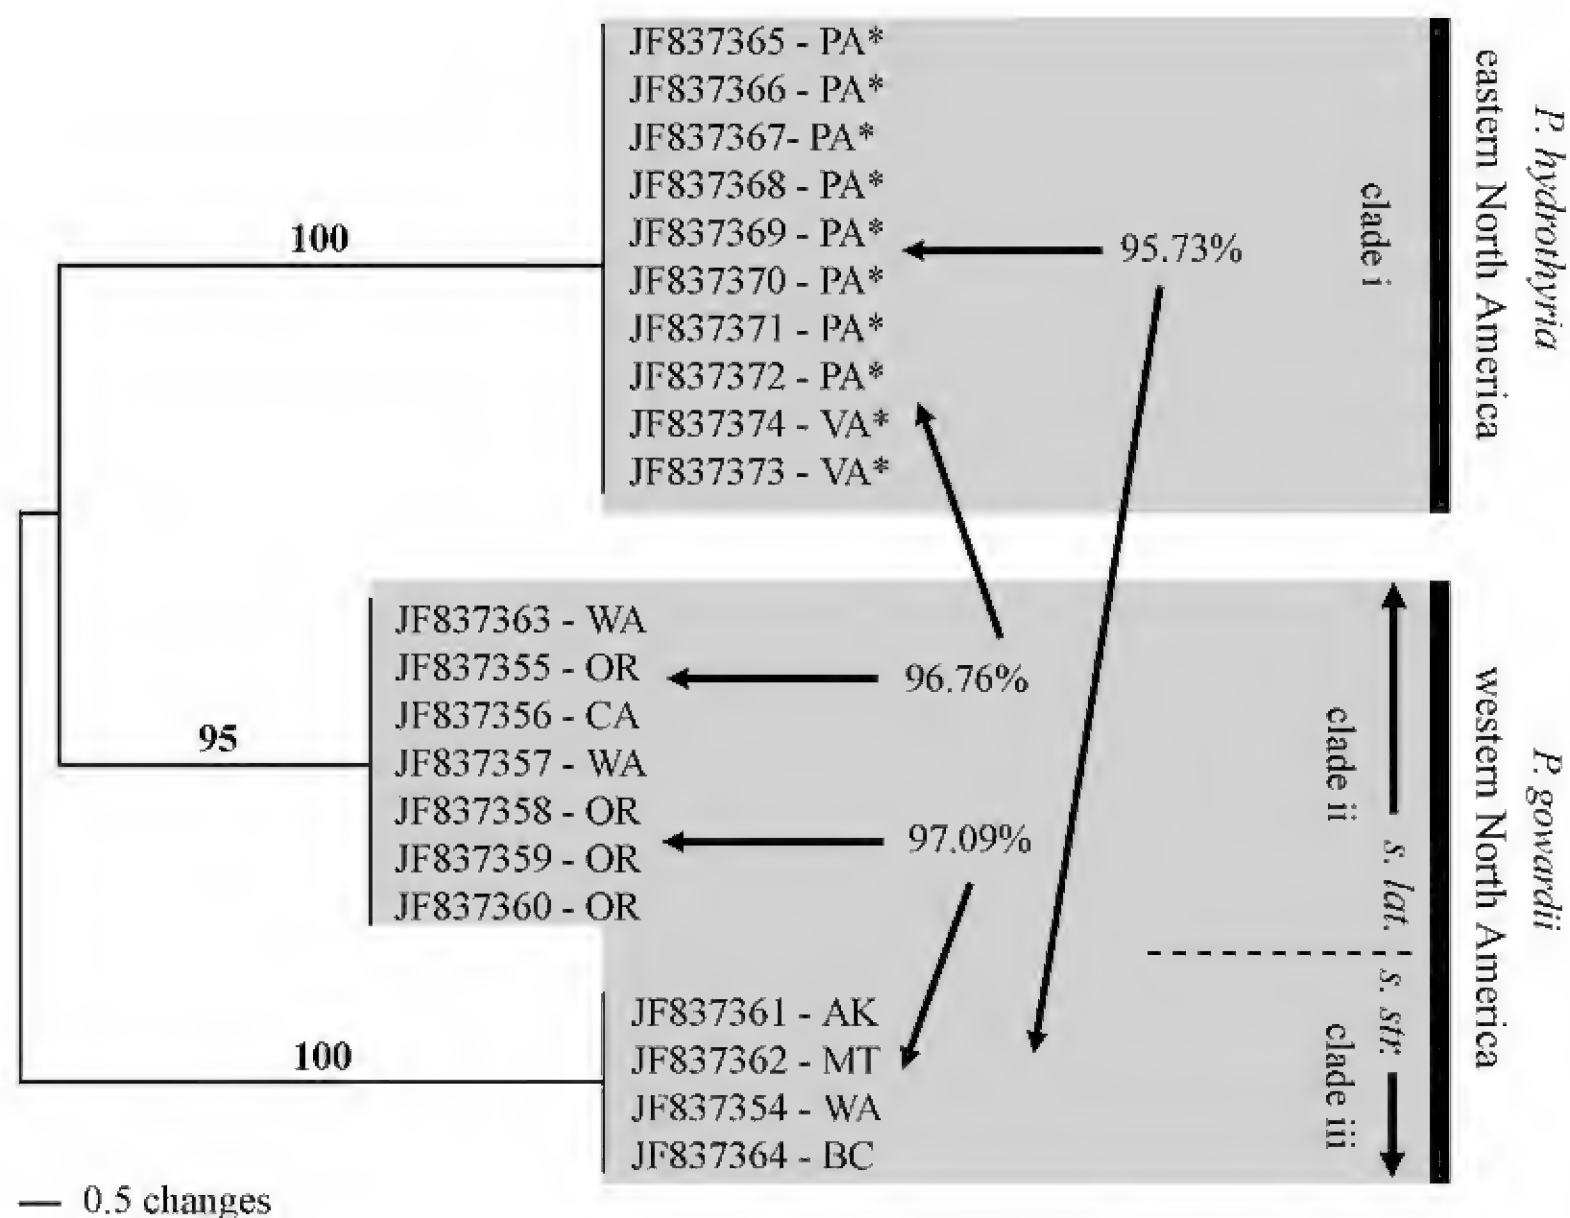 JF837365 - PA*
JF837366 - PA*
JF837367- PA*
JF837368 - PA*
JF837369 - PA*
JF837370 - PA*
JF837371 - PA*
JF837372 - PA*
JF837374 - VA*
JF837373 - VA*
100
95.73%
clade i
eastern North America
P. hydrothyria
JF837363 - WA
JF837355 - OR
JF837356 - CA
JF837357 - WA
JF837358 - OR
JF837359 - OR
JF837360 - OR
95
96.76%
97.09%
clade ii
s. lat.
western North America
P. gowardii
JF837361 - AK
JF837362 - MT
JF837354 - WA
JF837364 - BC
100
clade iii
s. str.
0.5 changes